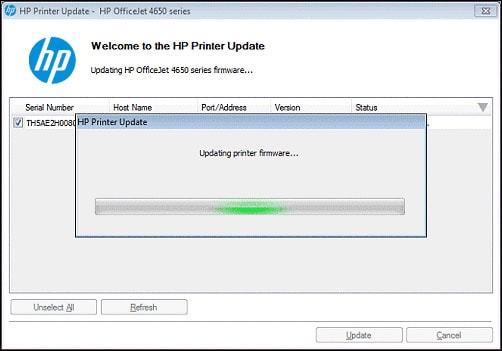 HP Printer Update - HP OfficeJet 4650 series
hp
Welcome to the HP Printer Update
Updating HP OfficeJet 4650 series firmware...
Serial Number Host Name Port/Address Version Status
TH5AE2H0080
HP Printer Update
Updating printer firmware...
Unselect All Refresh
Update Cancel